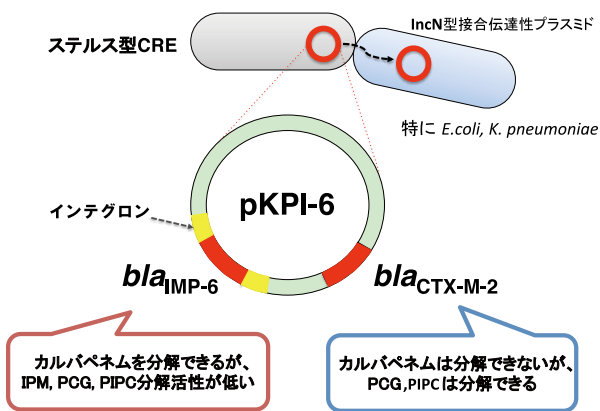 IncN型接合伝達性プラスミド
ステルス型CRE
特に E.coli, K. pneumoniae
pKPI-6
インテグロン
blaIMP-6
blaCTX-M-2
カルバペネムを分解できるが、
IPM, PCG, PIPC分解活性が低い
カルバペネムは分解できないが、
PCG,PIPCは分解できる